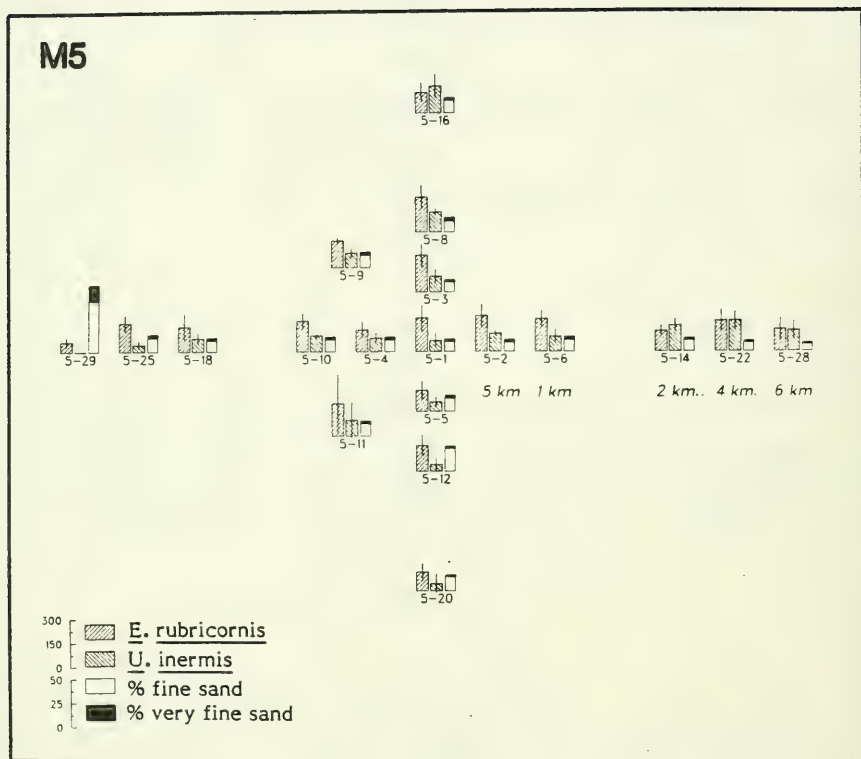 M5
5-16
5-8
5-9
5-3
5-29 5-25 5-18 5-10 5-4 5-1 5-2 5-6 5-14 5-22 5-28
5 km 1 km 2 km.. 4 km. 6 km
5-5
5-11
5-12
5-20
300
150
0
E. rubricornis
U. inermis
50
25
0
% fine sand
% very fine sand